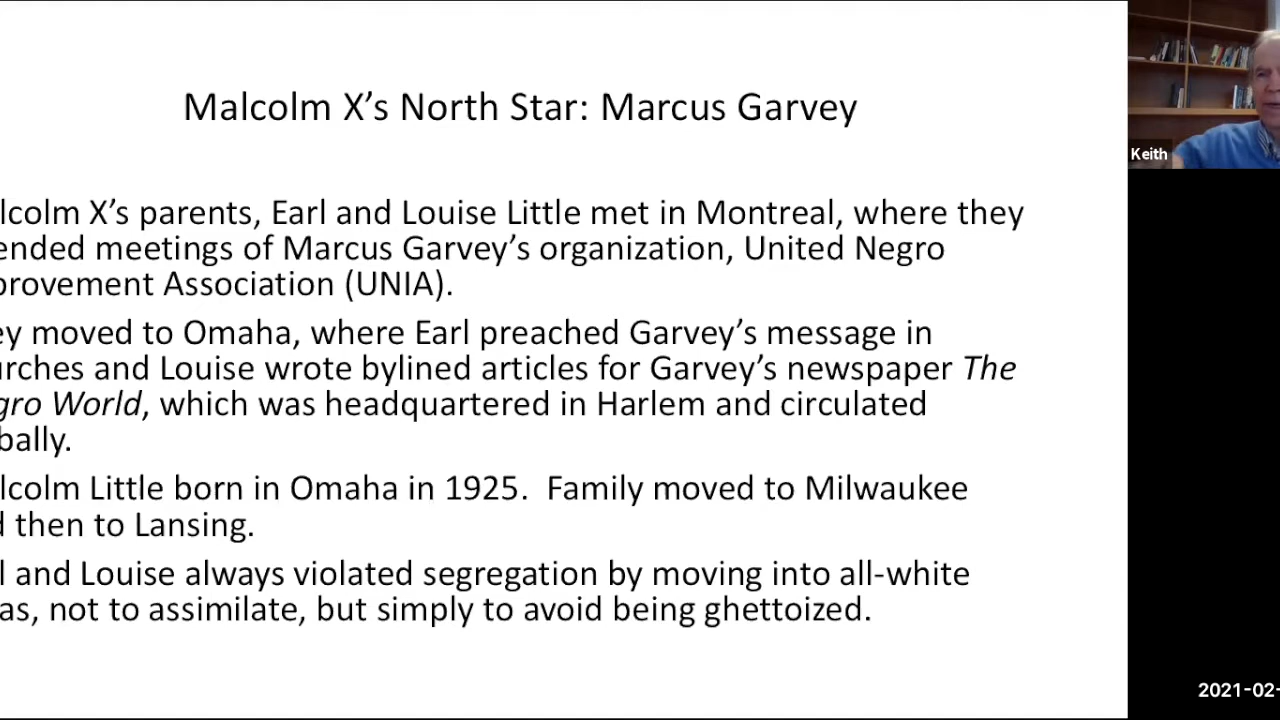 Malcolm X's North Star: Marcus Garvey
lcolm X's parents, Earl and Louise Little met in Montreal, where they
ended meetings of Marcus Garvey's organization, United Negro
provement Association (UNIA).
ey moved to Omaha, where Earl preached Garvey's message in
urches and Louise wrote bylined articles for Garvey's newspaper The
gro World, which was headquartered in Harlem and circulated
bally.
lcolm Little born in Omaha in 1925. Family moved to Milwaukee
d then to Lansing.
l and Louise always violated segregation by moving into all-white
as, not to assimilate, but simply to avoid being ghettoized.
Keith
2021-02-